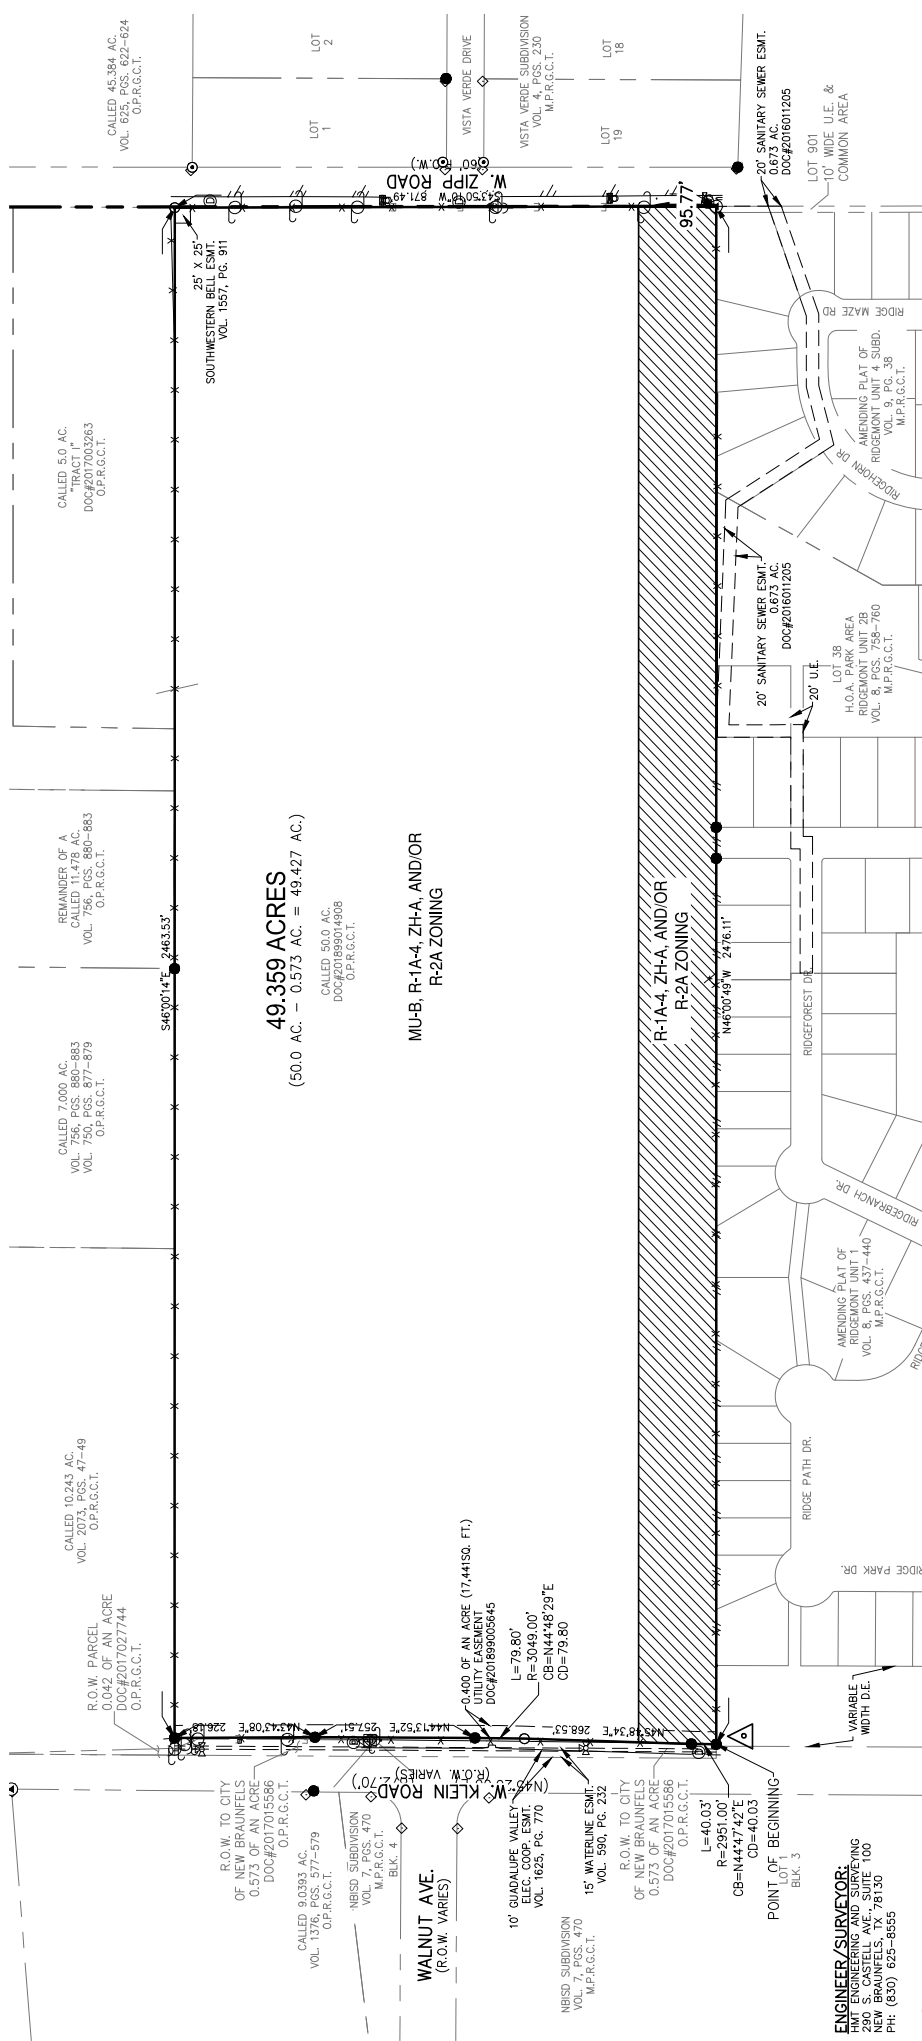 CALLED 45.384 AC.
VOL. 625, PGS. 622-624
O.P.R.G.C.T.
LOT
2
LOT
1
VISTA VERDE DRIVE
VISTA VERDE SUBDIVISION
VOL. 4, PGS. 230
M.P.R.G.C.T.
LOT
18
LOT
19
20' SANITARY SEWER ESMT.
0.673 AC.
DOC#2016011205
LOT 901
10' WIDE U.E. &
COMMON AREA
W. ZIPP ROAD
871.49'
95.77'
25' X 25'
SOUTHWESTERN BELL ESMT.
VOL. 1557, PG. 911
CALLED 5.0 AC.
"TRACT I"
DOC#2017003263
O.P.R.G.C.T.
RIDGE MAZE RD
AMENDING PLAT OF
RIDGEMONT UNIT 4 SUBD.
VOL. 9, PG. 38
M.P.R.G.C.T.
RIDGEHORN DR
20' SANITARY SEWER ESMT.
0.673 AC.
DOC#2016011205
LOT 38
H.O.A. PARK AREA
RIDGEMONT UNIT 2B
VOL. 8, PGS. 758-760
M.P.R.G.C.T.
20' U.E.
REMAINDER OF A
CALLED 11.478 AC.
VOL. 756, PGS. 880-883
O.P.R.G.C.T.
S46°00'14"E 2463.53'
49.359 ACRES
(50.0 AC. - 0.573 AC. = 49.427 AC.)
CALLED 50.0 AC.
DOC#201899014908
O.P.R.G.C.T.
MU-B, R-1A-4, ZH-A, AND/OR
R-2A ZONING
R-1A-4, ZH-A, AND/OR
R-2A ZONING
N46°00'49"W 2476.11'
RIDGEFOREST DR.
CALLED 7.000 AC.
VOL. 756, PGS. 880-883
VOL. 750, PGS. 877-879
O.P.R.G.C.T.
RIDGEBRANCH DR.
AMENDING PLAT OF
RIDGEMONT UNIT 1
VOL. 8, PGS. 437-440
M.P.R.G.C.T.
CALLED 10.243 AC.
VOL. 2073, PGS. 47-49
O.P.R.G.C.T.
RIDGE PATH DR.
RIDGE PARK DR.
R.O.W. PARCEL
0.042 OF AN ACRE
DOC#2017027744
O.P.R.G.C.T.
0.400 OF AN ACRE (17,441SQ. FT.)
UTILITY EASEMENT
DOC#201899005645
L=79.80'
R=3049.00'
CB=N44°48'29"E
CD=79.80
N43°43'08"E 226.18'
N44°13'52"E 257.51'
N45°48'34"E 268.53'
VARIABLE
WIDTH D.E.
W. KLEIN ROAD
(R.O.W. VARIES)
R.O.W. TO CITY
OF NEW BRAUNFELS
0.573 OF AN ACRE
DOC#2017015586
O.P.R.G.C.T.
CALLED 9.0393 AC.
VOL. 1376, PGS. 577-579
O.P.R.G.C.T.
NBISD SUBDIVISION
VOL. 7, PGS. 470
M.P.R.G.C.T.
BLK. 4
WALNUT AVE.
(R.O.W. VARIES)
10' GUADALUPE VALLEY
ELEC. COOP. ESMT.
VOL. 1625, PG. 770
15' WATERLINE ESMT.
VOL. 590, PG. 232
NBISD SUBDIVISION
VOL. 7, PGS. 470
M.P.R.G.C.T.
R.O.W. TO CITY
OF NEW BRAUNFELS
0.573 OF AN ACRE
DOC#2017015586
O.P.R.G.C.T.
L=40.03'
R=2951.00'
CB=N44°47'42"E
CD=40.03
POINT OF BEGINNING
LOT 1
BLK. 3
ENGINEER/SURVEYOR:
HMT ENGINEERING AND SURVEYING
290 S. CASTELL AVE., SUITE 100
NEW BRAUNFELS, TX 78130
PH: (830) 625-8555